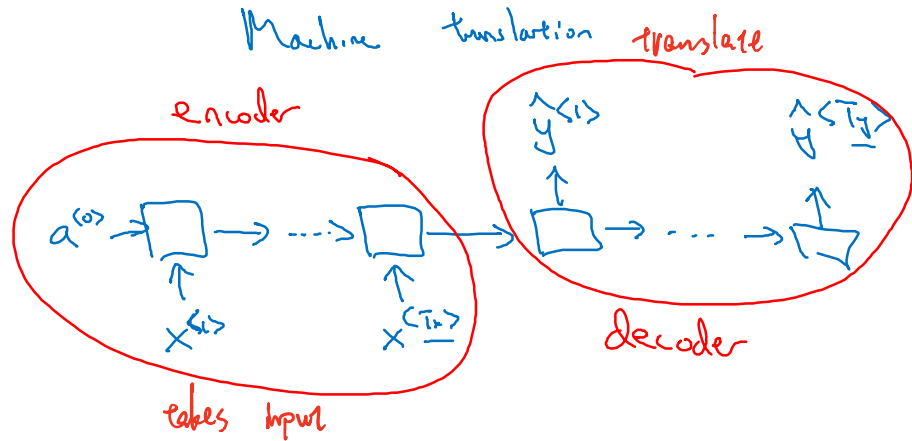 Machine translation
translate
encoder
ŷ<1> ŷ<Ty>
a<0>
x<1> x<Tx>
decoder
takes input